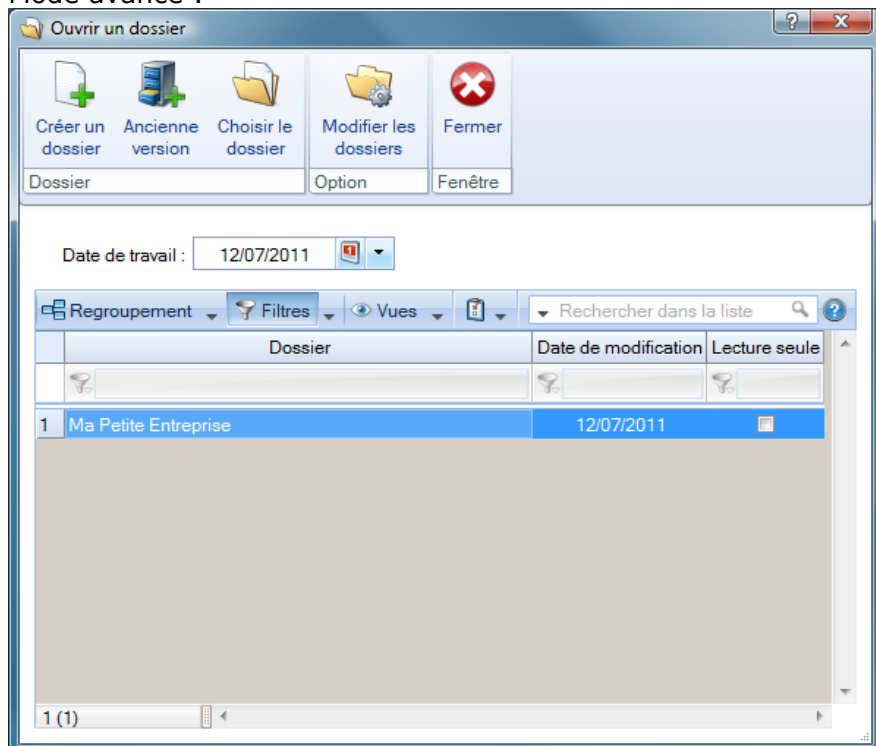 Mode avancé :
Ouvrir un dossier
?
X
Créer un dossier
Ancienne version
Choisir le dossier
Modifier les dossiers
Fermer
Dossier
Option
Fenêtre
Date de travail : 12/07/2011
Regroupement Filtres Vues Rechercher dans la liste ?
Dossier Date de modification Lecture seule
1 Ma Petite Entreprise 12/07/2011
1 (1)